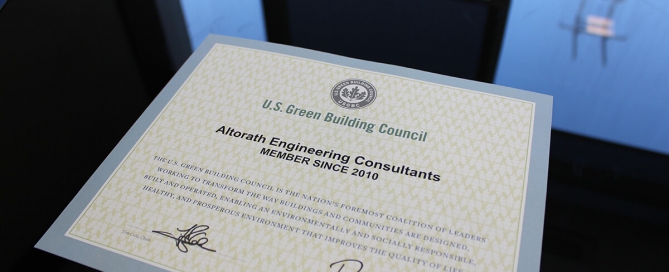 U.S. Green Building Council
Altorath Engineering Consultants
MEMBER SINCE 2010
THE U.S. GREEN BUILDING COUNCIL IS THE NATION'S FOREMOST COALITION OF LEADERS
WORKING TO TRANSFORM THE WAY BUILDINGS AND COMMUNITIES ARE DESIGNED,
BUILT AND OPERATED, ENABLING AN ENVIRONMENTALLY AND SOCIALLY RESPONSIBLE,
HEALTHY, AND PROSPEROUS ENVIRONMENT THAT IMPROVES THE QUALITY OF LIFE